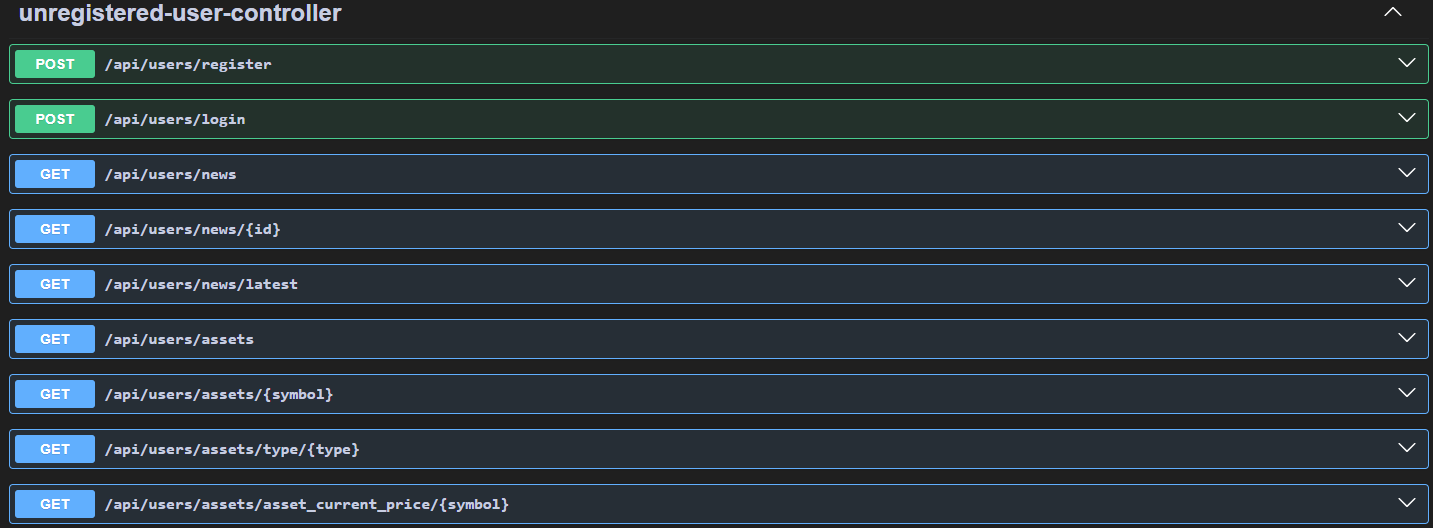 unregistered-user-controller
POST /api/users/register
POST /api/users/login
GET /api/users/news
GET /api/users/news/{id}
GET /api/users/news/latest
GET /api/users/assets
GET /api/users/assets/{symbol}
GET /api/users/assets/type/{type}
GET /api/users/assets/asset_current_price/{symbol}